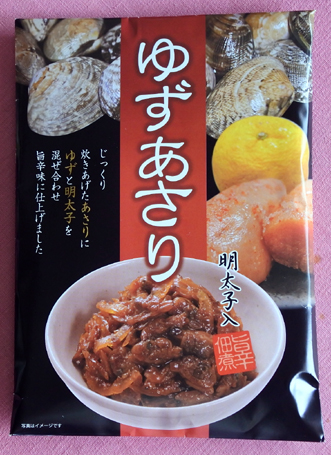 ゆずあさり
じっくり
炊きあげたあさりに
ゆずと明太子を
混ぜ合わせ
旨辛味に仕上げました
明太子入
旨辛
佃煮
写真はイメージです